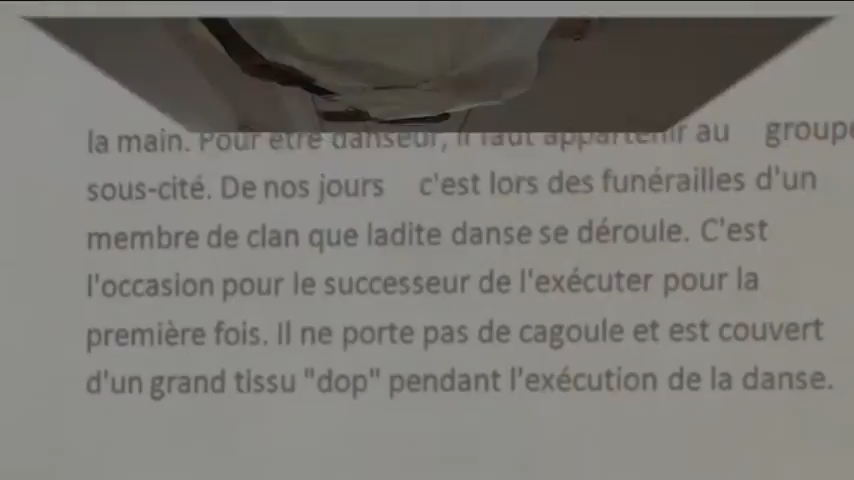 la main. Pour être danseur, il faut appartenir au groupe
sous-cité. De nos jours c'est lors des funérailles d'un
membre de clan que ladite danse se déroule. C'est
l'occasion pour le successeur de l'exécuter pour la
première fois. Il ne porte pas de cagoule et est couvert
d'un grand tissu "dop" pendant l'exécution de la danse.